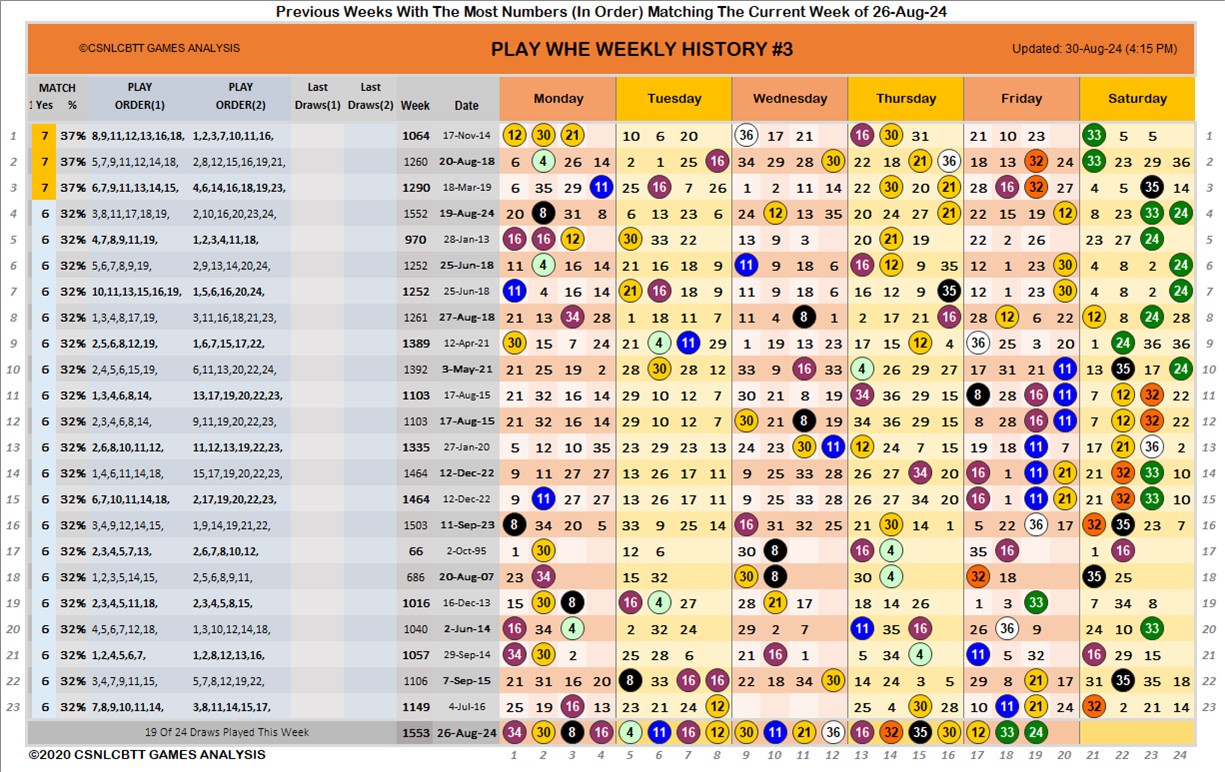 Previous Weeks With The Most Numbers (In Order) Matching The Current Week of 26-Aug-24
©CSNLCBTT GAMES ANALYSIS PLAY WHE WEEKLY HISTORY #3 Updated: 30-Aug-24 (4:15 PM)
MATCH PLAY PLAY Last Last
1 Yes % ORDER(1) ORDER(2) Draws(1) Draws(2) Week Date Monday Tuesday Wednesday Thursday Friday Saturday
1 7 37% 8,9,11,12,13,16,18, 1,2,3,7,10,11,16, 1064 17-Nov-14 12 30 21 10 6 20 36 17 21 16 30 31 21 10 23 33 5 5 1
2 7 37% 5,7,9,11,12,14,18, 2,8,12,15,16,19,21, 1260 20-Aug-18 6 4 26 14 2 1 25 16 34 29 28 30 22 18 21 36 18 13 32 24 33 23 29 36 2
3 7 37% 6,7,9,11,13,14,15, 4,6,14,16,18,19,23, 1290 18-Mar-19 6 35 29 11 25 16 7 26 1 2 11 14 22 30 20 21 28 16 32 27 4 5 35 14 3
4 6 32% 3,8,11,17,18,19, 2,10,16,20,23,24, 1552 19-Aug-24 20 8 31 8 6 13 23 6 24 12 13 35 20 24 27 21 22 15 19 12 8 23 33 24 4
5 6 32% 4,7,8,9,11,19, 1,2,3,4,11,18, 970 28-Jan-13 16 16 12 30 33 22 13 9 3 20 21 19 22 2 26 23 27 24 5
6 6 32% 5,6,7,8,9,19, 2,9,13,14,20,24, 1252 25-Jun-18 11 4 16 14 21 16 18 9 11 9 18 6 16 12 9 35 12 1 23 30 4 8 2 24 6
7 6 32% 10,11,13,15,16,19, 1,5,6,16,20,24, 1252 25-Jun-18 11 4 16 14 21 16 18 9 11 9 18 6 16 12 9 35 12 1 23 30 4 8 2 24 7
8 6 32% 1,3,4,8,17,19, 3,11,16,18,21,23, 1261 27-Aug-18 21 13 34 28 1 18 11 7 11 4 8 1 2 17 21 16 28 12 6 22 12 8 24 28 8
9 6 32% 2,5,6,8,12,19, 1,6,7,15,17,22, 1389 12-Apr-21 30 15 7 24 21 4 11 29 1 19 13 23 17 15 12 4 36 25 3 20 1 24 36 36 9
10 6 32% 2,4,5,6,15,19, 6,11,13,20,22,24, 1392 3-May-21 21 25 19 2 28 30 28 12 33 9 16 33 4 26 29 27 17 31 21 11 13 35 17 24 10
11 6 32% 1,3,4,6,8,14, 13,17,19,20,22,23, 1103 17-Aug-15 21 32 16 14 29 10 12 7 30 21 8 19 34 36 29 15 8 28 16 11 7 12 32 22 11
12 6 32% 2,3,4,6,8,14, 9,11,19,20,22,23, 1103 17-Aug-15 21 32 16 14 29 10 12 7 30 21 8 19 34 36 29 15 8 28 16 11 7 12 32 22 12
13 6 32% 2,6,8,10,11,12, 11,12,13,19,22,23, 1335 27-Jan-20 5 12 10 35 23 29 23 13 24 23 30 11 12 24 7 15 19 18 11 7 17 21 36 2 13
14 6 32% 1,4,6,11,14,18, 15,17,19,20,22,23, 1464 12-Dec-22 9 11 27 27 13 26 17 11 9 25 33 28 26 27 34 20 16 1 11 21 21 32 33 10 14
15 6 32% 6,7,10,11,14,18, 2,17,19,20,22,23, 1464 12-Dec-22 9 11 27 27 13 26 17 11 9 25 33 28 26 27 34 20 16 1 11 21 21 32 33 10 15
16 6 32% 3,4,9,12,14,15, 1,9,14,19,21,22, 1503 11-Sep-23 8 34 20 5 33 9 25 14 16 31 32 25 21 30 14 1 5 22 36 17 32 35 23 7 16
17 6 32% 2,3,4,5,7,13, 2,6,7,8,10,12, 66 2-Oct-95 1 30 12 6 30 8 16 4 35 16 1 16 17
18 6 32% 1,2,3,5,14,15, 2,5,6,8,9,11, 686 20-Aug-07 23 34 15 32 30 8 30 4 32 18 35 25 18
19 6 32% 2,3,4,5,11,18, 2,3,4,5,8,15, 1016 16-Dec-13 15 30 8 16 4 27 28 21 17 18 14 26 1 3 33 7 34 8 19
20 6 32% 4,5,6,7,12,18, 1,3,10,12,14,18, 1040 2-Jun-14 16 34 4 2 32 24 29 2 7 11 35 16 26 36 9 24 10 33 20
21 6 32% 1,2,4,5,6,7, 1,2,8,12,13,16, 1057 29-Sep-14 34 30 2 25 28 6 21 16 1 5 34 4 11 5 32 16 29 15 21
22 6 32% 3,4,7,9,11,15, 5,7,8,12,19,22, 1106 7-Sep-15 21 31 16 20 8 33 16 16 22 18 34 30 14 24 3 5 29 8 21 17 31 35 35 18 22
23 6 32% 7,8,9,10,11,14, 3,8,11,14,15,17, 1149 4-Jul-16 25 19 16 13 23 21 24 12 25 4 30 28 10 11 21 24 32 2 21 14 23
19 Of 24 Draws Played This Week 1553 26-Aug-24 34 30 8 16 4 11 16 12 30 11 21 36 16 32 35 30 12 33 24
©2020 CSNLCBTT GAMES ANALYSIS 1 2 3 4 5 6 7 8 9 10 11 12 13 14 15 16 17 18 19 20 21 22 23 24